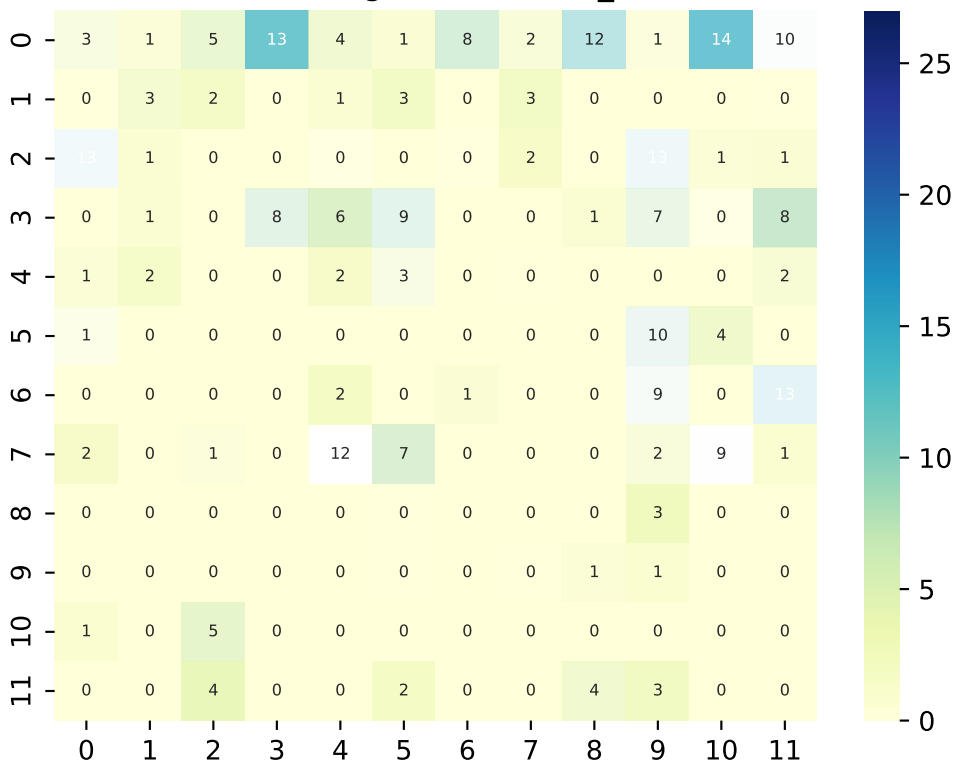 0 3 1 5 13 4 1 8 2 12 1 14 10
1 0 3 2 0 1 3 0 3 0 0 0 0
2 13 1 0 0 0 0 0 2 0 13 1 1
3 0 1 0 8 6 9 0 0 1 7 0 8
4 1 2 0 0 2 3 0 0 0 0 0 2
5 1 0 0 0 0 0 0 0 0 10 4 0
6 0 0 0 0 2 0 1 0 0 9 0 13
7 2 0 1 0 12 7 0 0 0 2 9 1
8 0 0 0 0 0 0 0 0 0 3 0 0
9 0 0 0 0 0 0 0 0 1 1 0 0
10 1 0 5 0 0 0 0 0 0 0 0 0
11 0 0 4 0 0 2 0 0 4 3 0 0
0 1 2 3 4 5 6 7 8 9 10 11
25
20
15
10
5
0